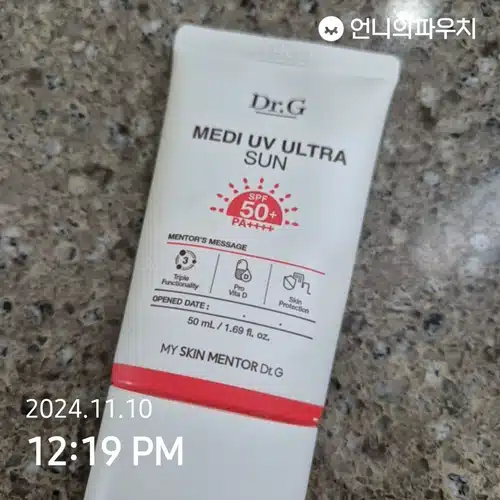 언니의파우치
Dr.G
MEDI UV ULTRA
SUN
SPF
50+
PA++++
MENTOR'S MESSAGE
3
Triple
Functionality
Pro
Vita D
Skin
Protection
OPENED DATE : . .
50 mL / 1.69 fl. oz.
MY SKIN MENTOR Dr.G
2024.11.10
12:19 PM